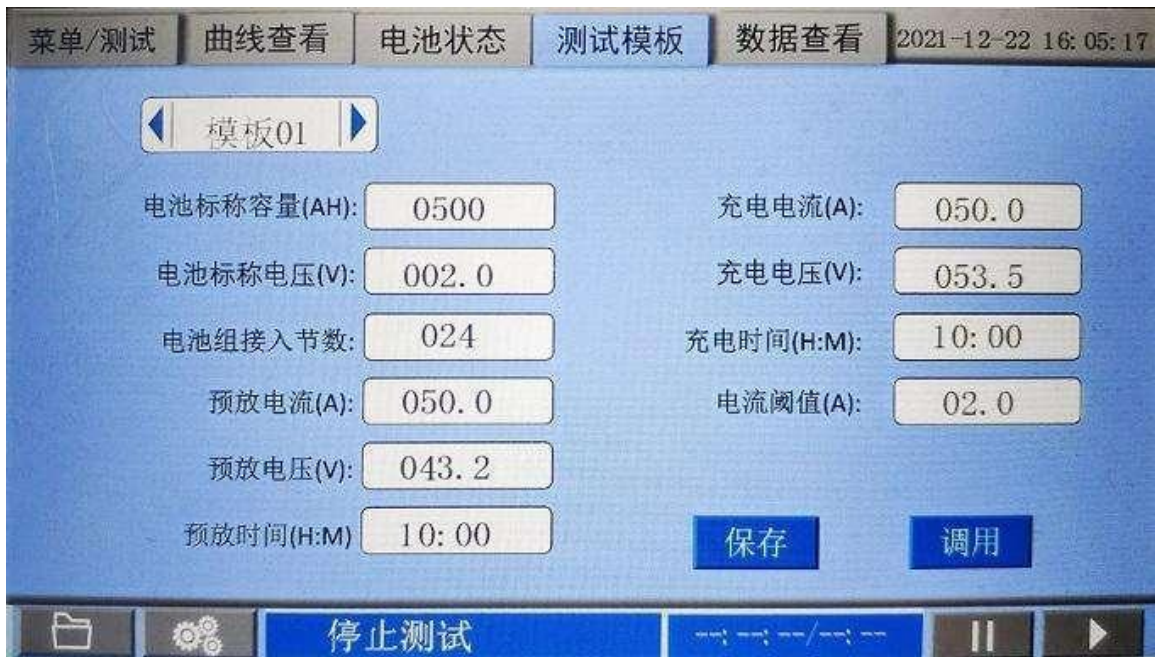 菜单/测试 曲线查看 电池状态 测试模板 数据查看 2021-12-22 16:05:17
模板01
电池标称容量(AH): 0500 充电电流(A): 050.0
电池标称电压(V): 002.0 充电电压(V): 053.5
电池组接入节数: 024 充电时间(H:M): 10:00
预放电流(A): 050.0 电流阈值(A): 02.0
预放电压(V): 043.2
预放时间(H:M) 10:00
保存 调用
停止测试 --:--:--/--:--